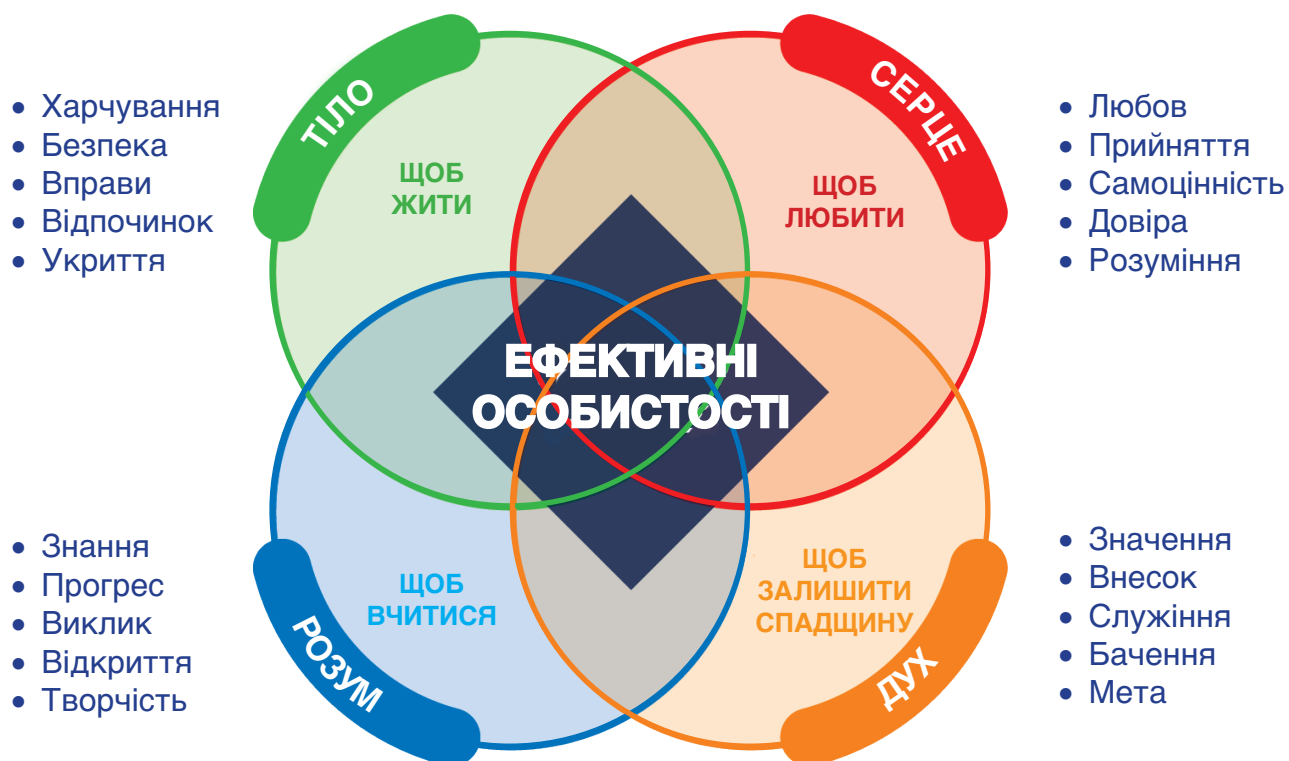 ТІЛО
• Харчування
• Безпека
• Вправи
• Відпочинок
• Укриття
ЩОБ
ЖИТИ
СЕРЦЕ
ЩОБ
ЛЮБИТИ
• Любов
• Прийняття
• Самоцінність
• Довіра
• Розуміння
ЕФЕКТИВНІ
ОСОБИСТОСТІ
• Знання
• Прогрес
• Виклик
• Відкриття
• Творчість
ЩОБ
ВЧИТИСЯ
РОЗУМ
ЩОБ
ЗАЛИШИТИ
СПАДЩИНУ
ДУХ
• Значення
• Внесок
• Служіння
• Бачення
• Мета